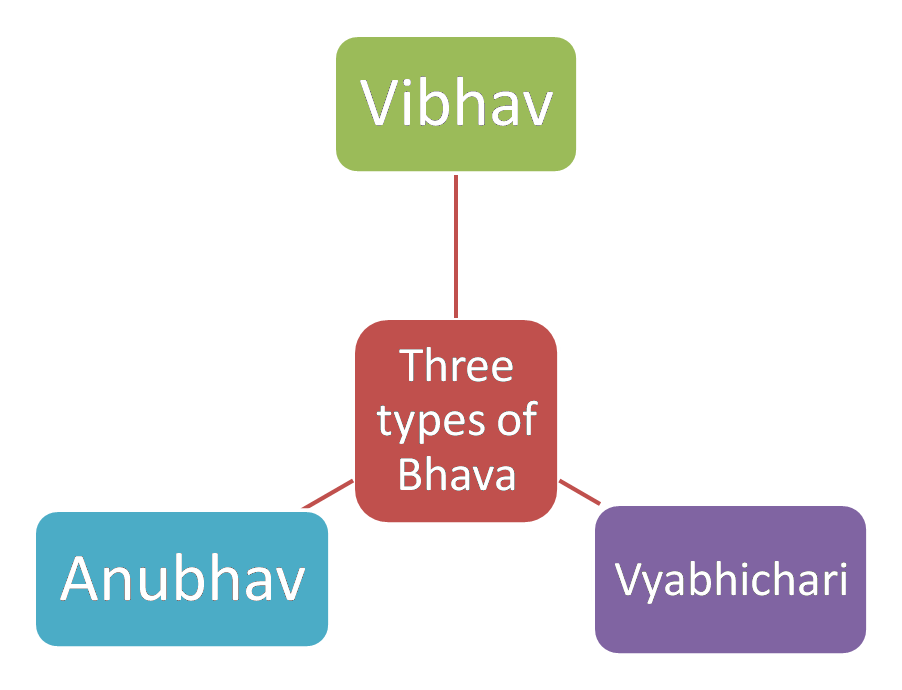 Vibhav
Three
types of
Bhava
Anubhav
Vyabhichari